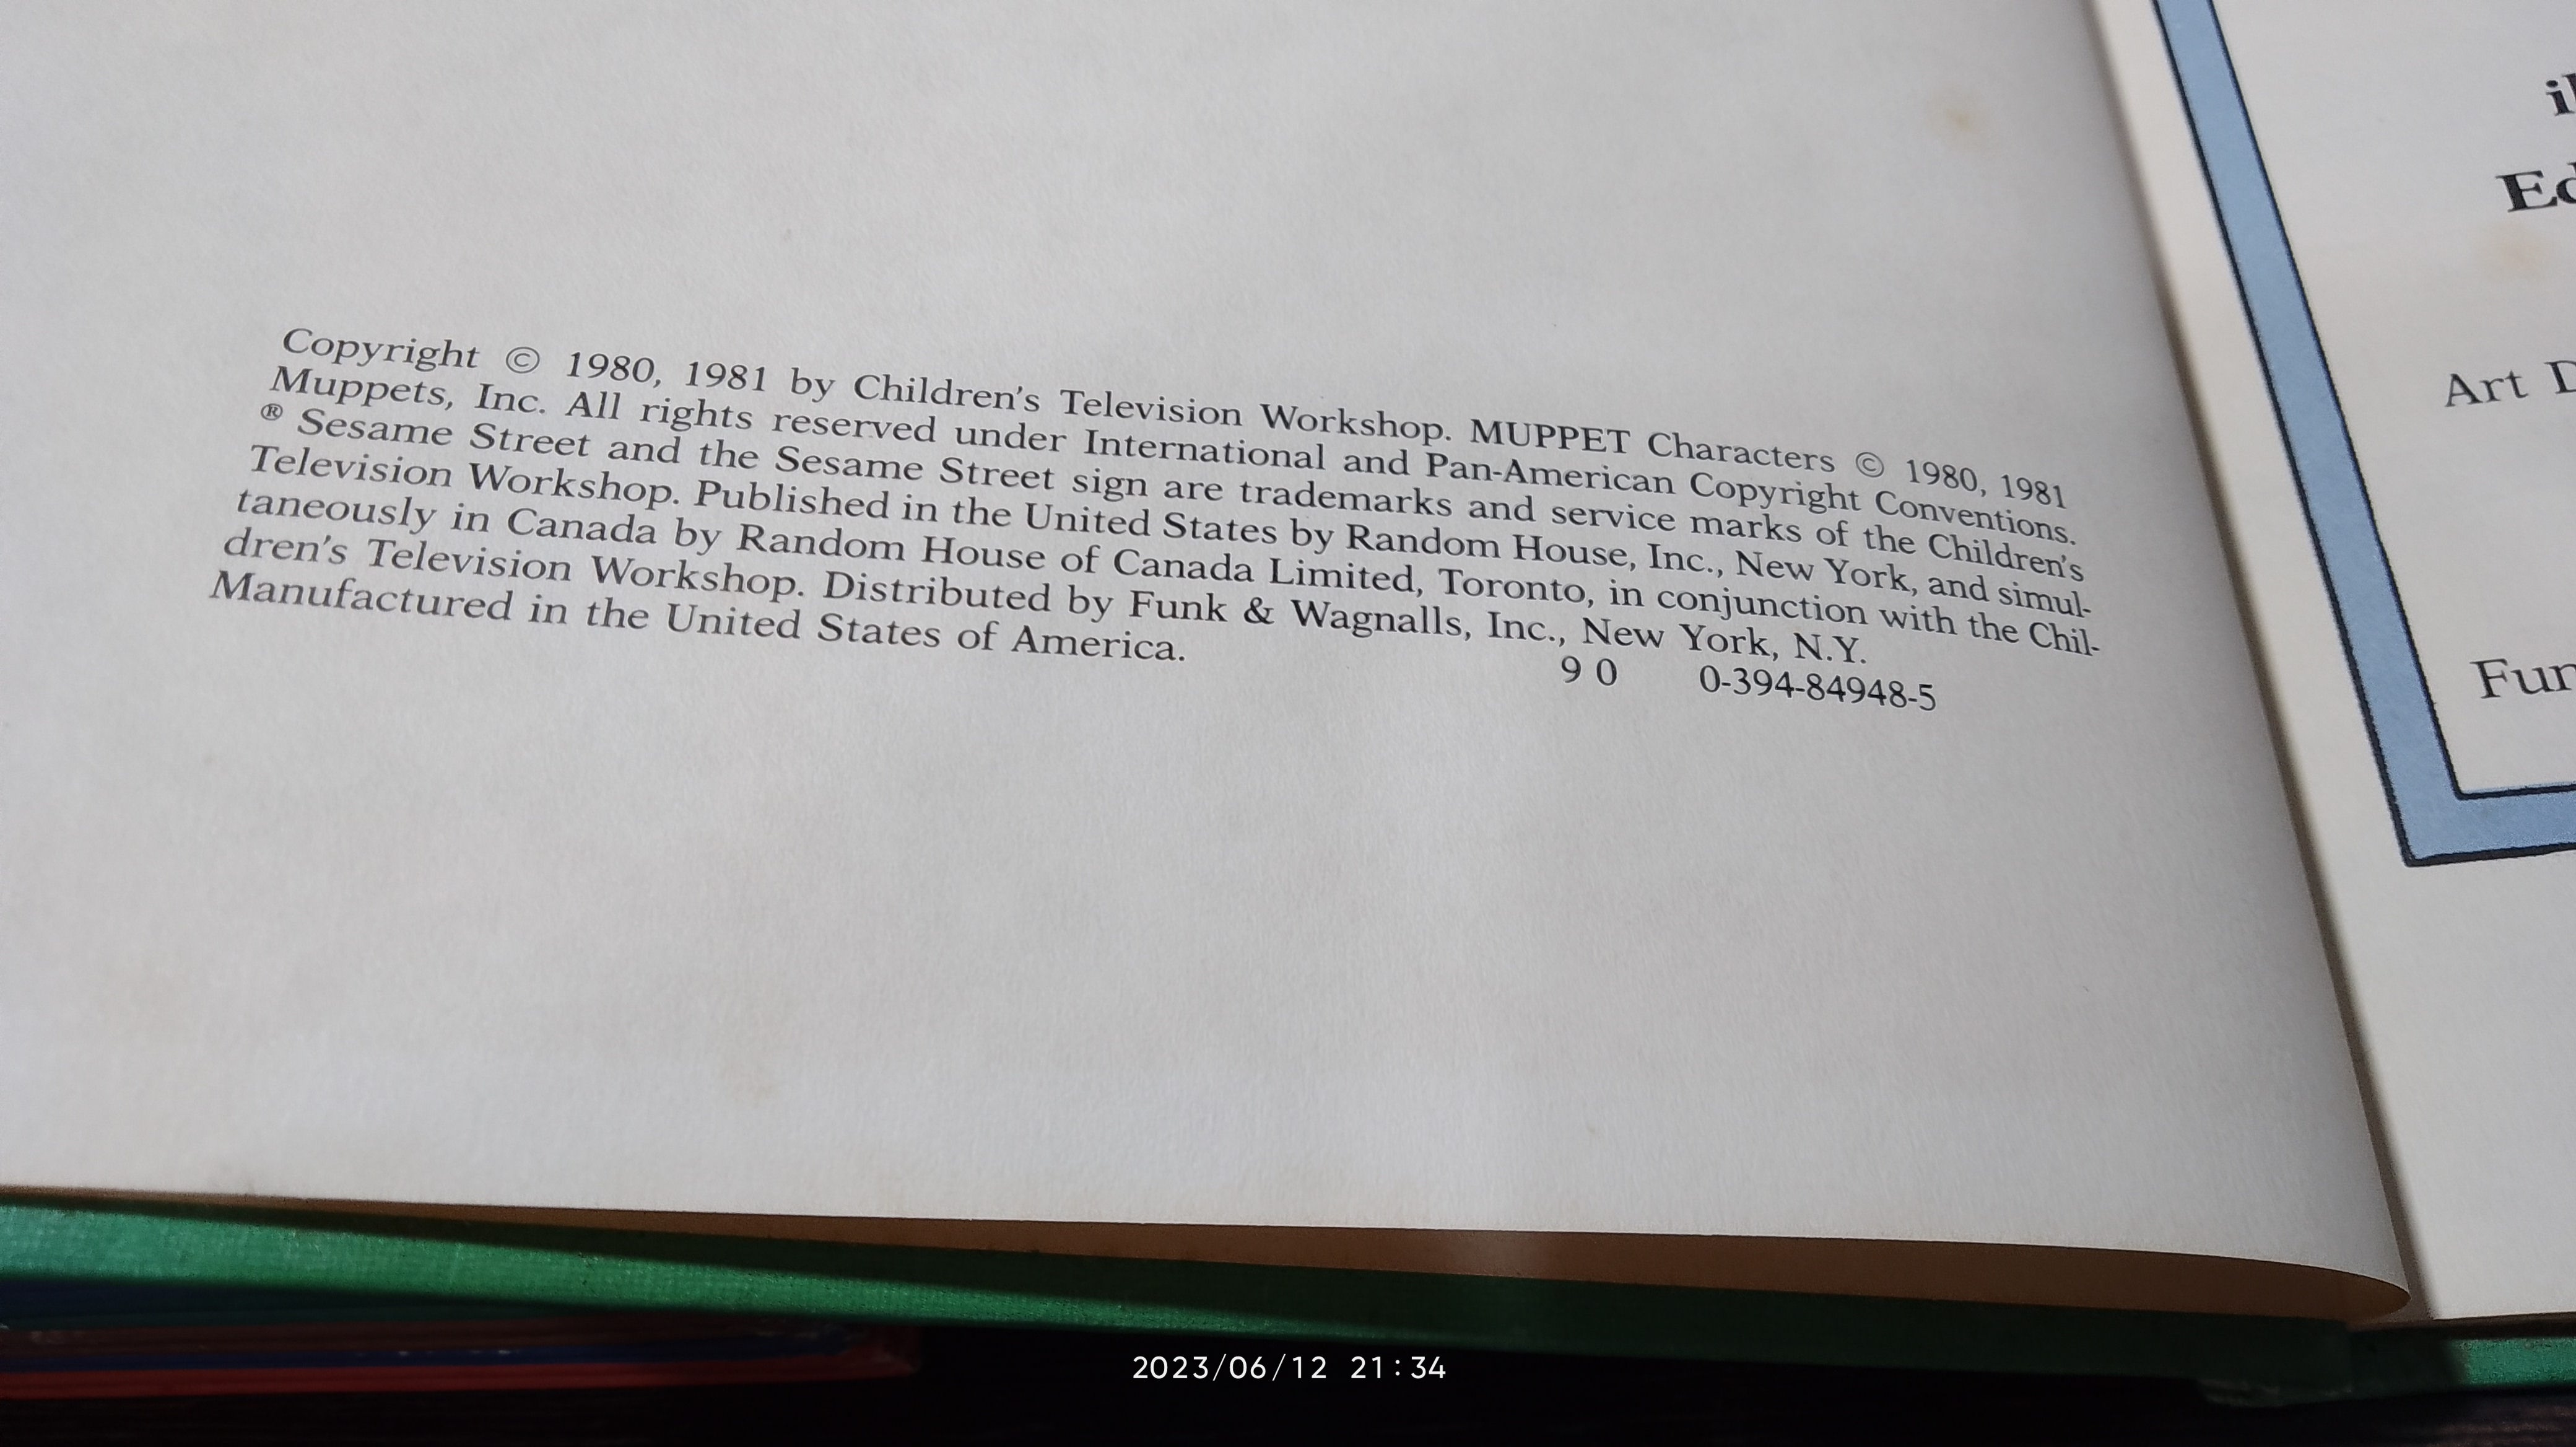 Copyright © 1980, 1981 by Children's Television Workshop. MUPPET Characters © 1980, 1981
Muppets, Inc. All rights reserved under International and Pan-American Copyright Conventions.
® Sesame Street and the Sesame Street sign are trademarks and service marks of the Children's
Television Workshop. Published in the United States by Random House, Inc., New York, and simul-
taneously in Canada by Random House of Canada Limited, Toronto, in conjunction with the Chil-
dren's Television Workshop. Distributed by Funk & Wagnalls, Inc., New York, N.Y.
Manufactured in the United States of America.
9 0 0-394-84948-5
Art
2023/06/12 21:34